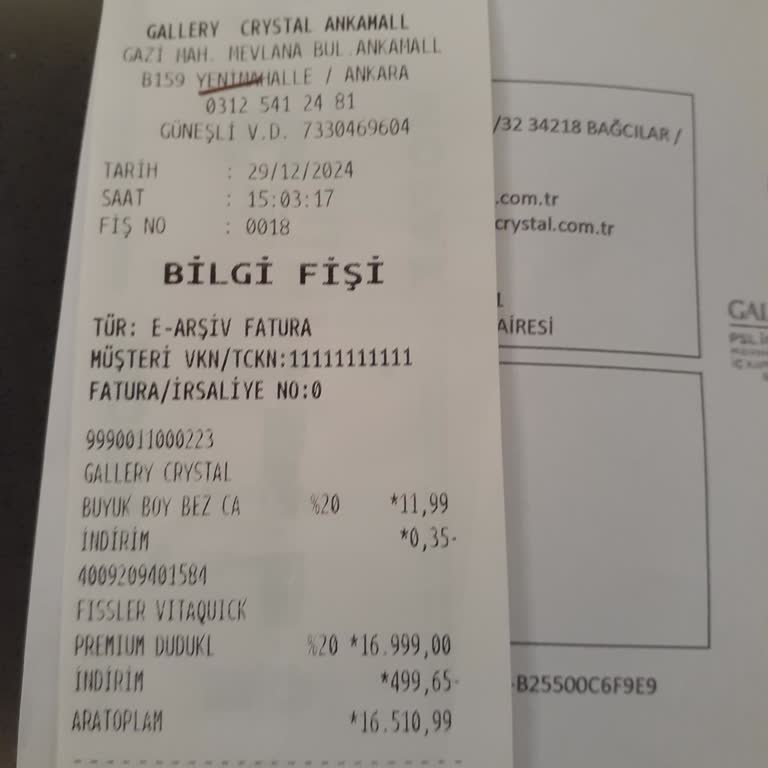 GALLERY CRYSTAL ANKAMALL
GAZİ MAH. MEVLANA BUL.ANKAMALL
B159 YENİMAHALLE / ANKARA
0312 541 24 81
GÜNEŞLİ V.D. 7330469604
TARİH : 29/12/2024
SAAT : 15:03:17
FİŞ NO : 0018
BİLGİ FİŞİ
TÜR: E-ARŞİV FATURA
MÜŞTERİ VKN/TCKN:11111111111
FATURA/İRSALİYE NO:0
9990011000223
GALLERY CRYSTAL
BUYUK BOY BEZ CA %20 *11,99
İNDİRİM *0,35-
4009209401584
FISSLER VITAQUICK
PREMIUM DUDUKL %20 *16.999,00
İNDİRİM *499,65-
ARATOPLAM *16.510,99
/32 34218 BAĞCILAR /
.com.tr
crystal.com.tr
AİRESİ
-B25500C6F9E9
GAL